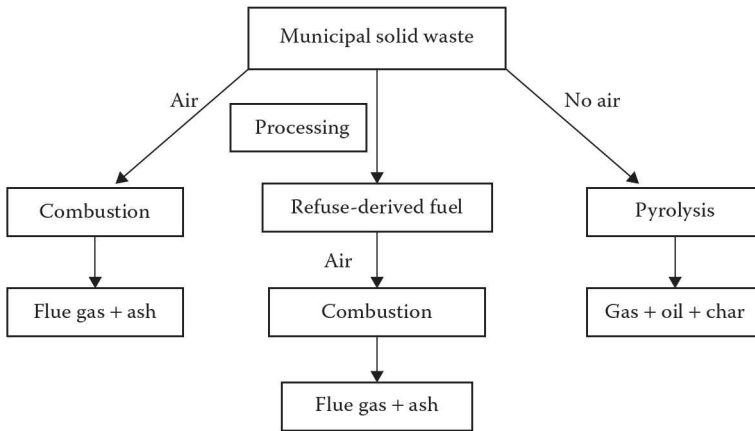 Municipal solid waste
Air
No air
Processing
Combustion
Refuse-derived fuel
Pyrolysis
Air
Flue gas + ash
Combustion
Gas + oil + char
Flue gas + ash